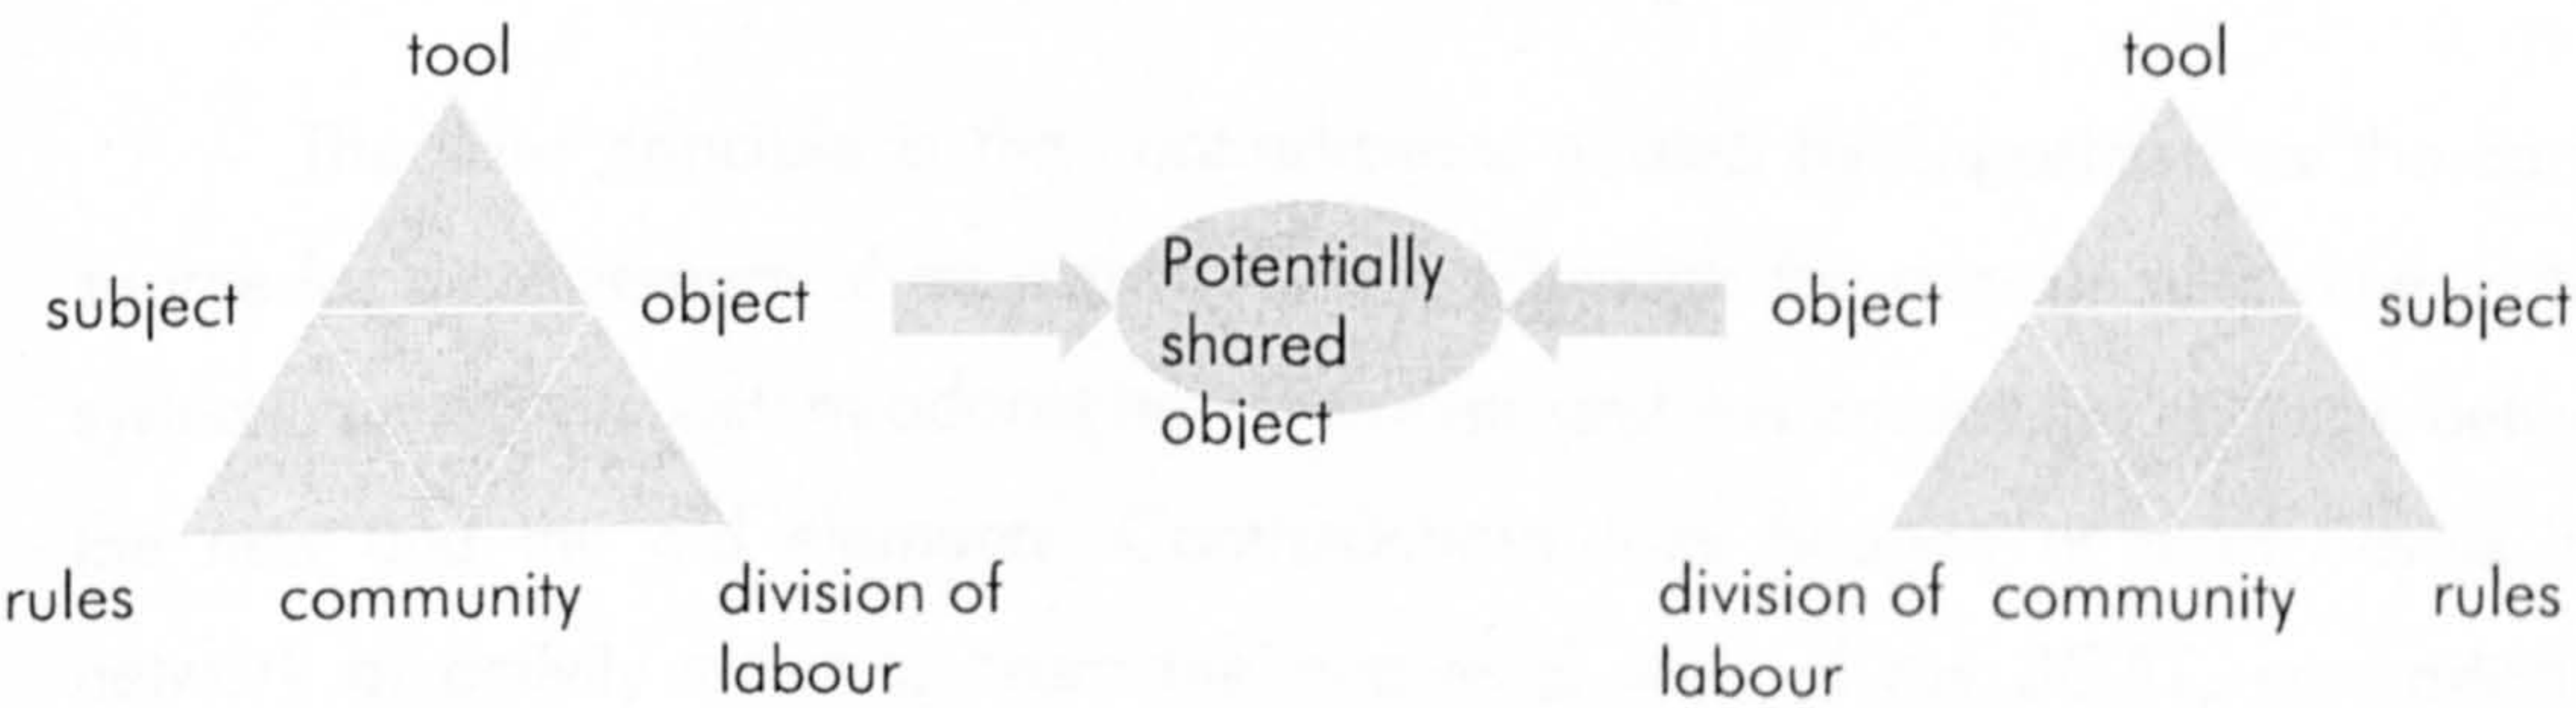 tool
tool
subject
object
Potentially
shared
object
object
subject
rules
community
division of
labour
division of
labour
community
rules